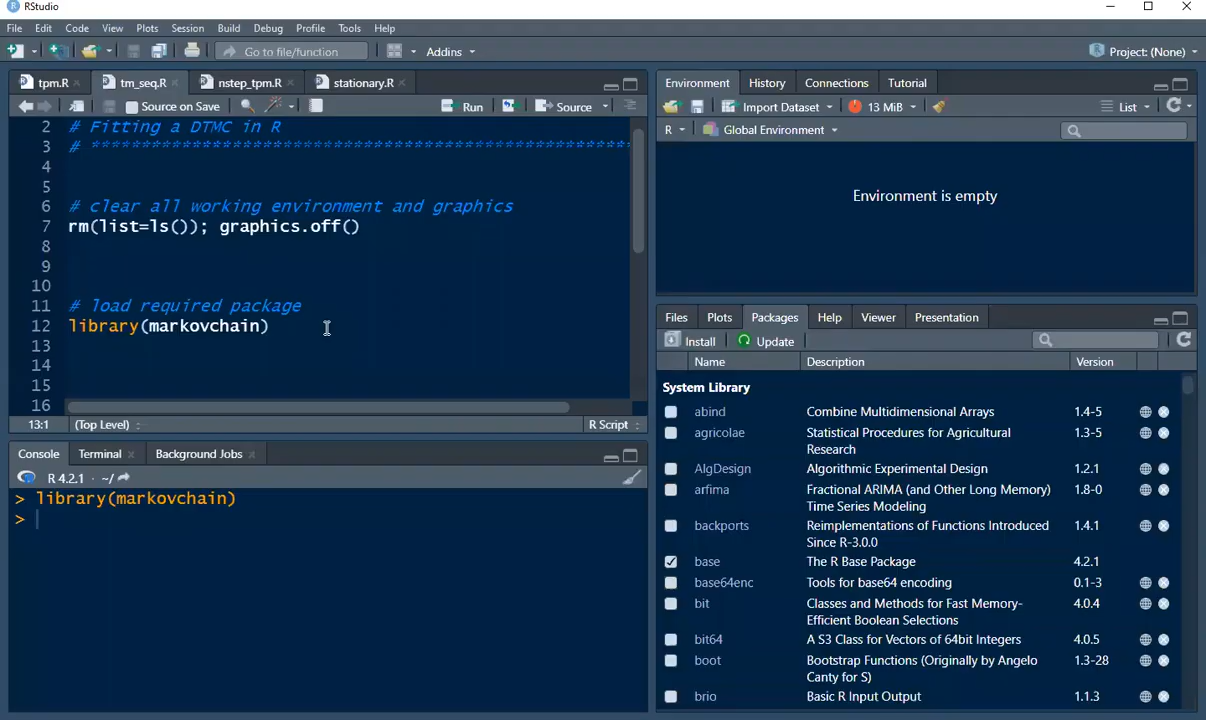 RStudio
File Edit Code View Plots Session Build Debug Profile Tools Help
Go to file/function Addins Project: (None)
tpm.R tm_seq.R nstep_tpm.R stationary.R
Source on Save Run Source
2 # Fitting a DTMC in R
3 # ****************************************************************
4
5
6 # clear all working environment and graphics
7 rm(list=ls()); graphics.off()
8
9
10
11 # load required package
12 library(markovchain)
13
14
15
16
13:1 (Top Level) R Script
Console Terminal Background Jobs
R 4.2.1 · ~/
> library(markovchain)
>
Environment History Connections Tutorial
Import Dataset 13 MiB List
R Global Environment
Environment is empty
Files Plots Packages Help Viewer Presentation
Install Update
Name Description Version
System Library
abind Combine Multidimensional Arrays 1.4-5
agricolae Statistical Procedures for Agricultural 1.3-5
Research
AlgDesign Algorithmic Experimental Design 1.2.1
arfima Fractional ARIMA (and Other Long Memory) 1.8-0
Time Series Modeling
backports Reimplementations of Functions Introduced 1.4.1
Since R-3.0.0
base The R Base Package 4.2.1
base64enc Tools for base64 encoding 0.1-3
bit Classes and Methods for Fast Memory- 4.0.4
Efficient Boolean Selections
bit64 A S3 Class for Vectors of 64bit Integers 4.0.5
boot Bootstrap Functions (Originally by Angelo 1.3-28
Canty for S)
brio Basic R Input Output 1.1.3